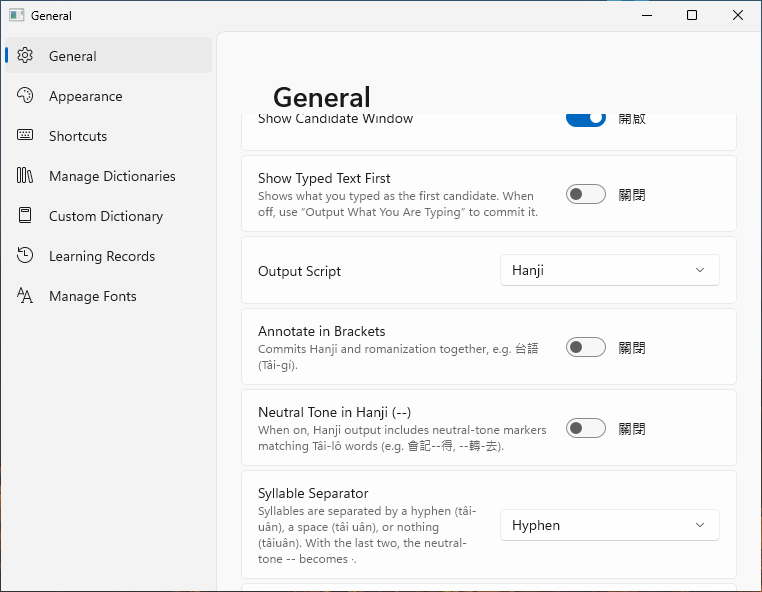 General
General
Appearance
Shortcuts
Manage Dictionaries
Custom Dictionary
Learning Records
Manage Fonts
General
Show Candidate Window
開啟
Show Typed Text First
Shows what you typed as the first candidate. When
off, use “Output What You Are Typing” to commit it.
關閉
Output Script
Hanji
Annotate in Brackets
Commits Hanji and romanization together, e.g. 台語
(Tâi-gí).
關閉
Neutral Tone in Hanji (--)
When on, Hanji output includes neutral-tone markers
matching Tâi-lô words (e.g. 會記--得, --轉-去).
關閉
Syllable Separator
Syllables are separated by a hyphen (tâi-
uân), a space (tâi uân), or nothing
(tâiuân). With the last two, the neutral-
tone -- becomes ·.
Hyphen